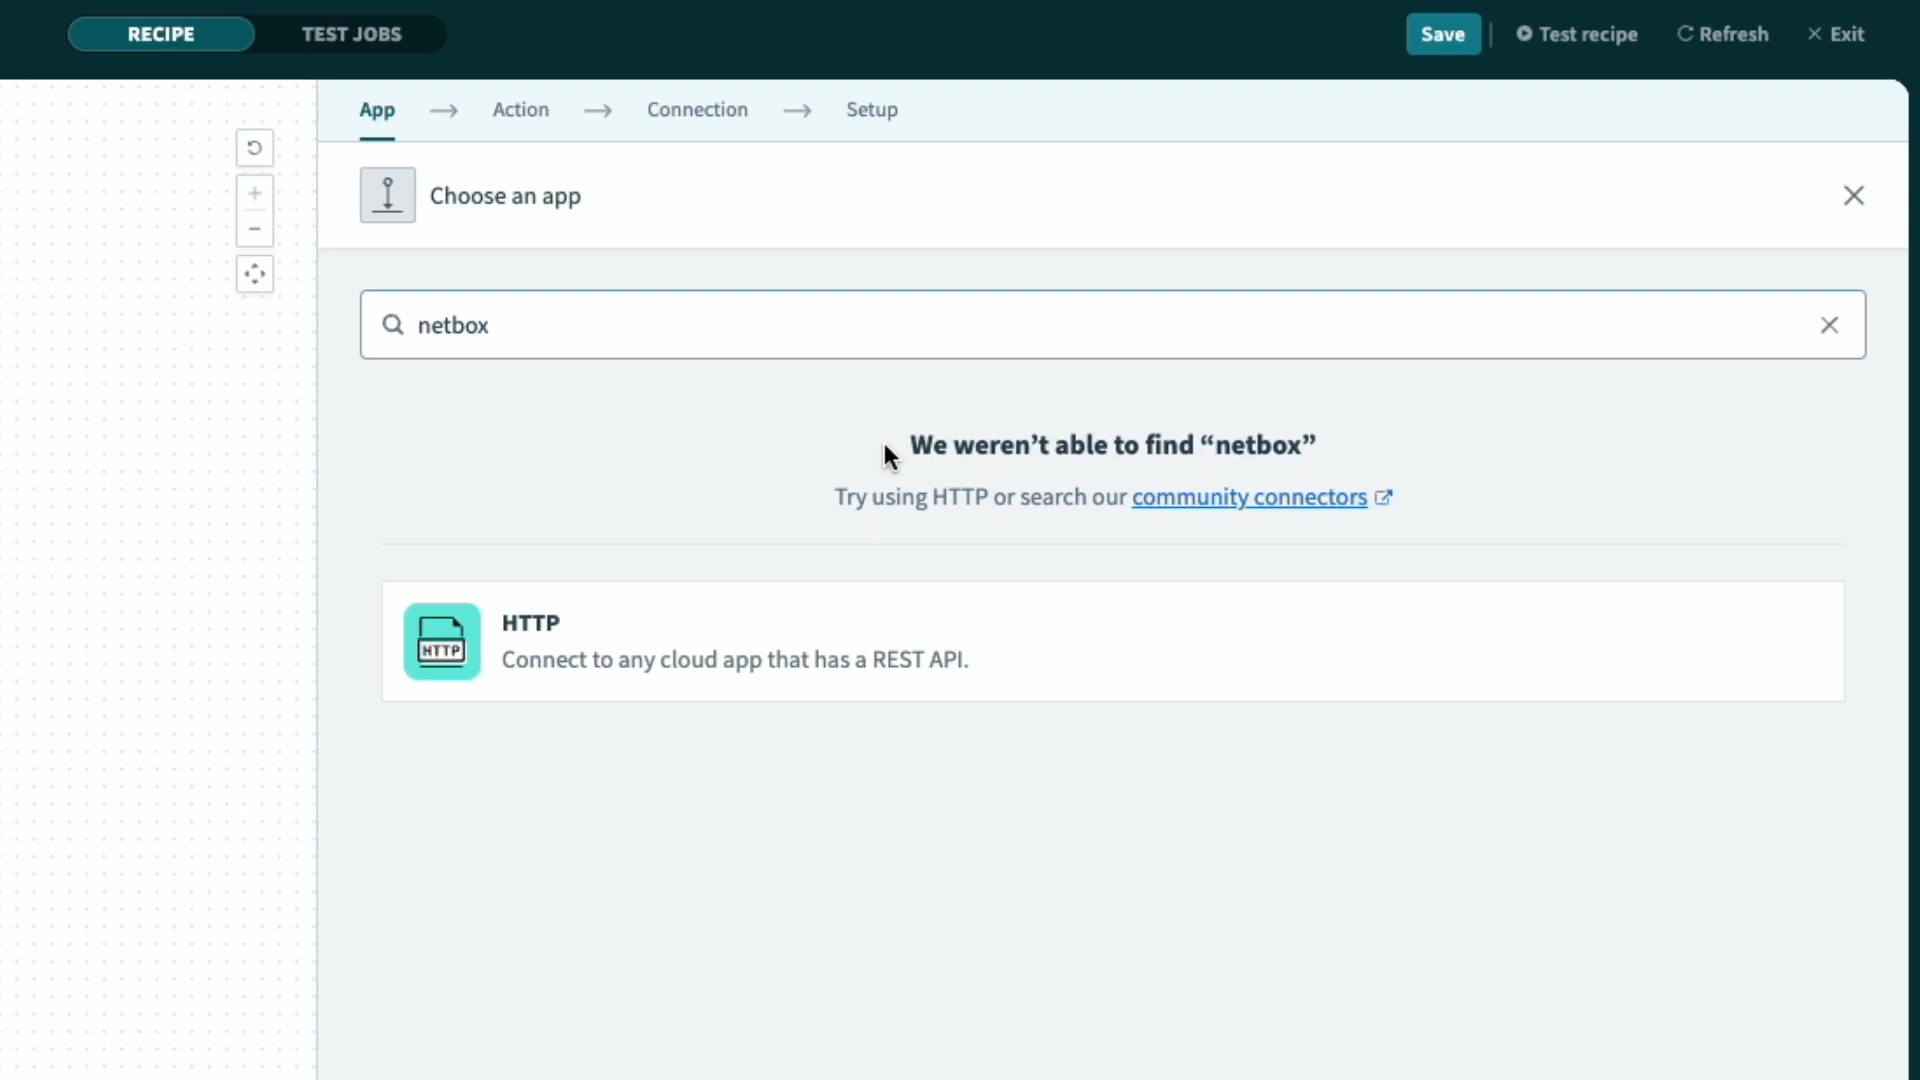 RECIPE
TEST JOBS
Save
Test recipe
Refresh
Exit
App
Action
Connection
Setup
Choose an app
netbox
We weren’t able to find “netbox”
Try using HTTP or search our community connectors
HTTP
HTTP
Connect to any cloud app that has a REST API.